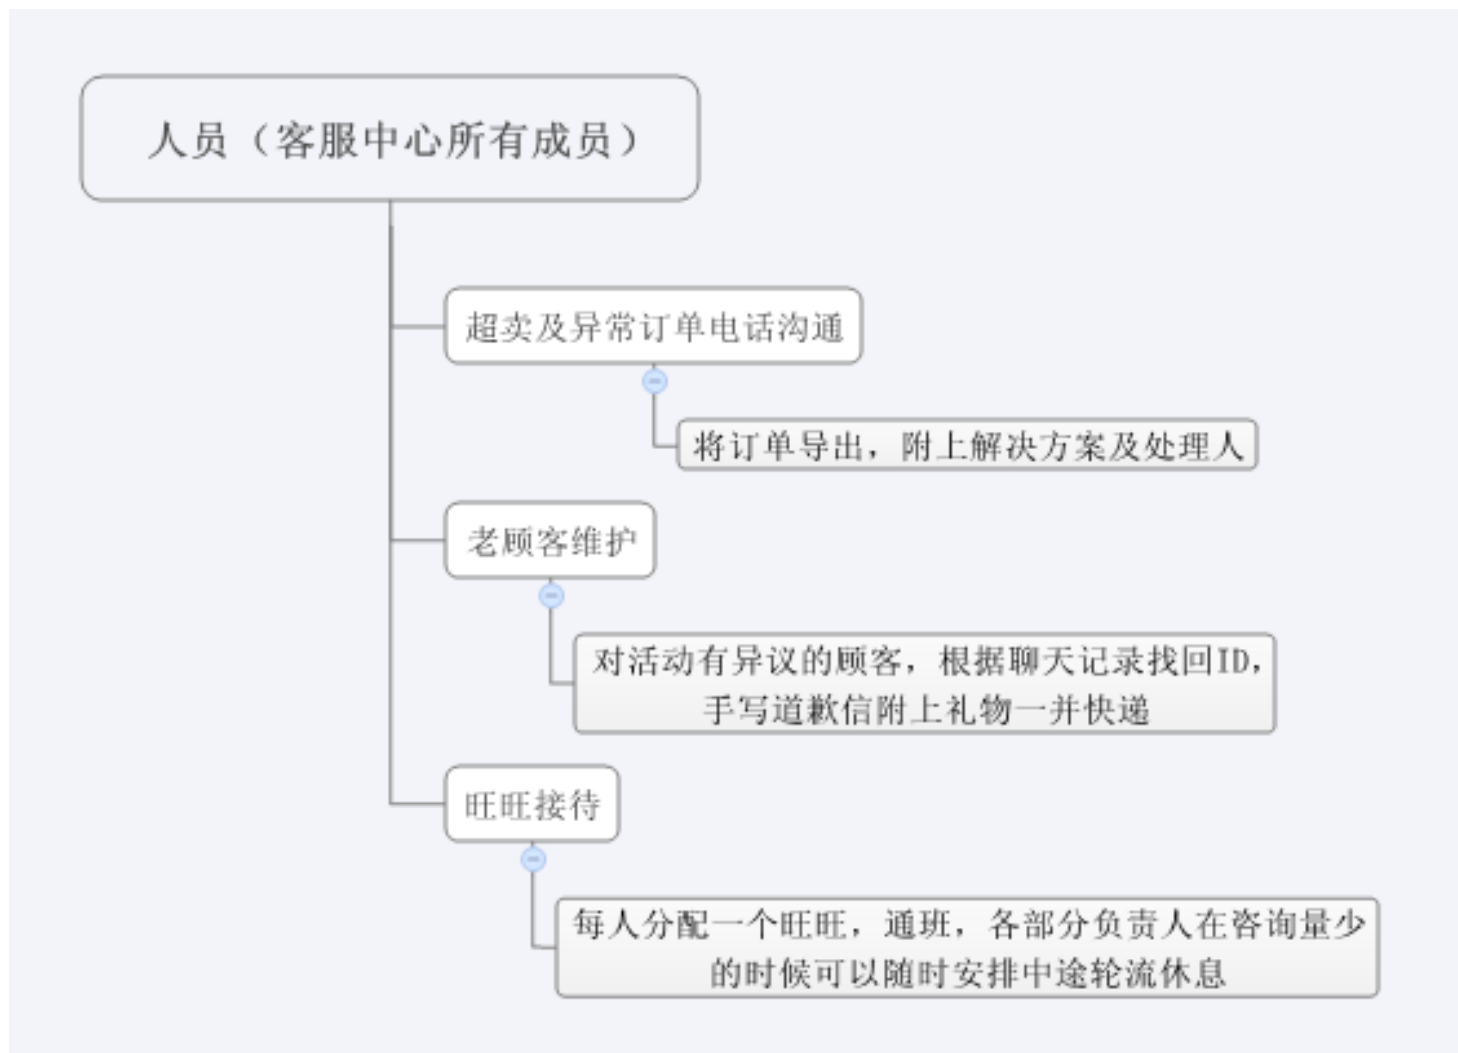 人员（客服中心所有成员）
超卖及异常订单电话沟通
将订单导出，附上解决方案及处理人
老顾客维护
对活动有异议的顾客，根据聊天记录找回ID，
手写道歉信附上礼物一并快递
旺旺接待
每人分配一个旺旺，通班，各部分负责人在咨询量少
的时候可以随时安排中途轮流休息